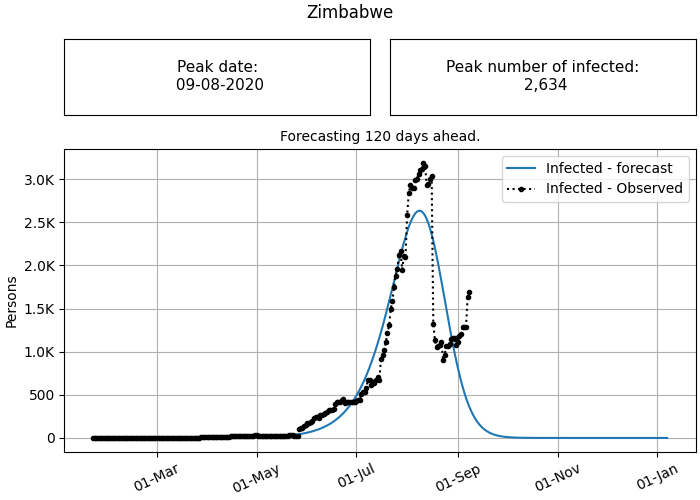 Zimbabwe
Peak date:
09-08-2020
Peak number of infected:
2,634
Forecasting 120 days ahead.
Infected - forecast
Infected - Observed
3.0K
2.5K
2.0K
1.5K
1.0K
500
0
Persons
01-Mar
01-May
01-Jul
01-Sep
01-Nov
01-Jan